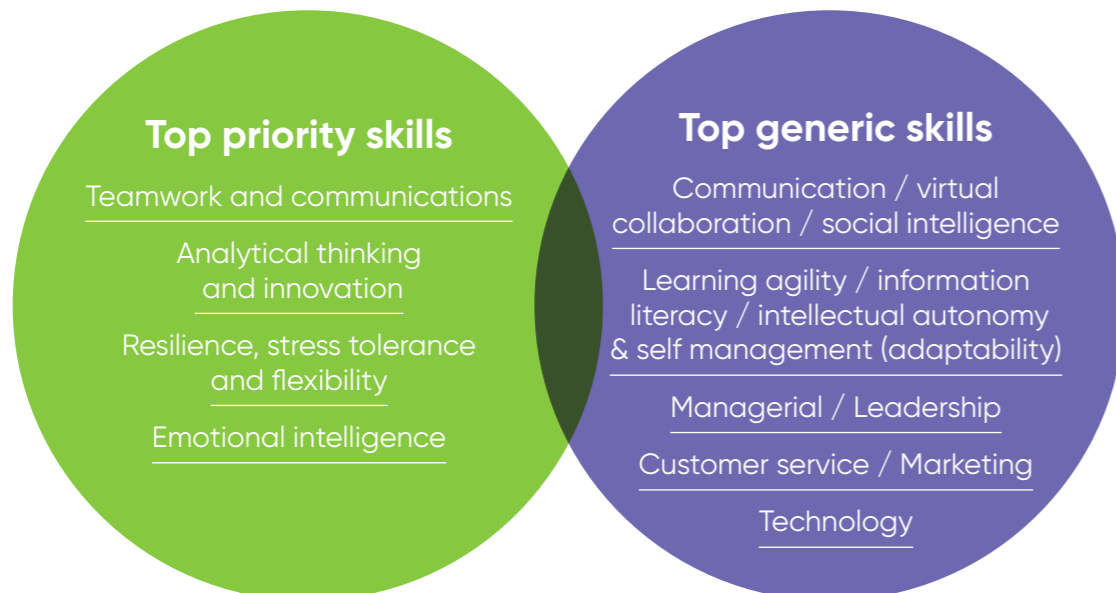 Top priority skills
Teamwork and communications
Analytical thinking
and innovation
Resilience, stress tolerance
and flexibility
Emotional intelligence
Top generic skills
Communication / virtual
collaboration / social intelligence
Learning agility / information
literacy / intellectual autonomy
& self management (adaptability)
Managerial / Leadership
Customer service / Marketing
Technology